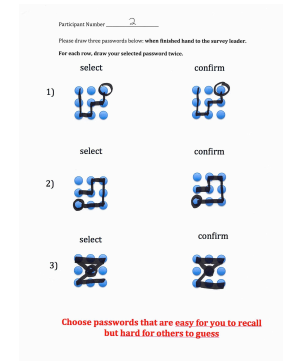 Participant Number 2
Please draw three passwords below: when finished hand to the survey leader.
For each row, draw your selected password twice.
select confirm
1)
select confirm
2)
select confirm
3)
Choose passwords that are easy for you to recall
but hard for others to guess